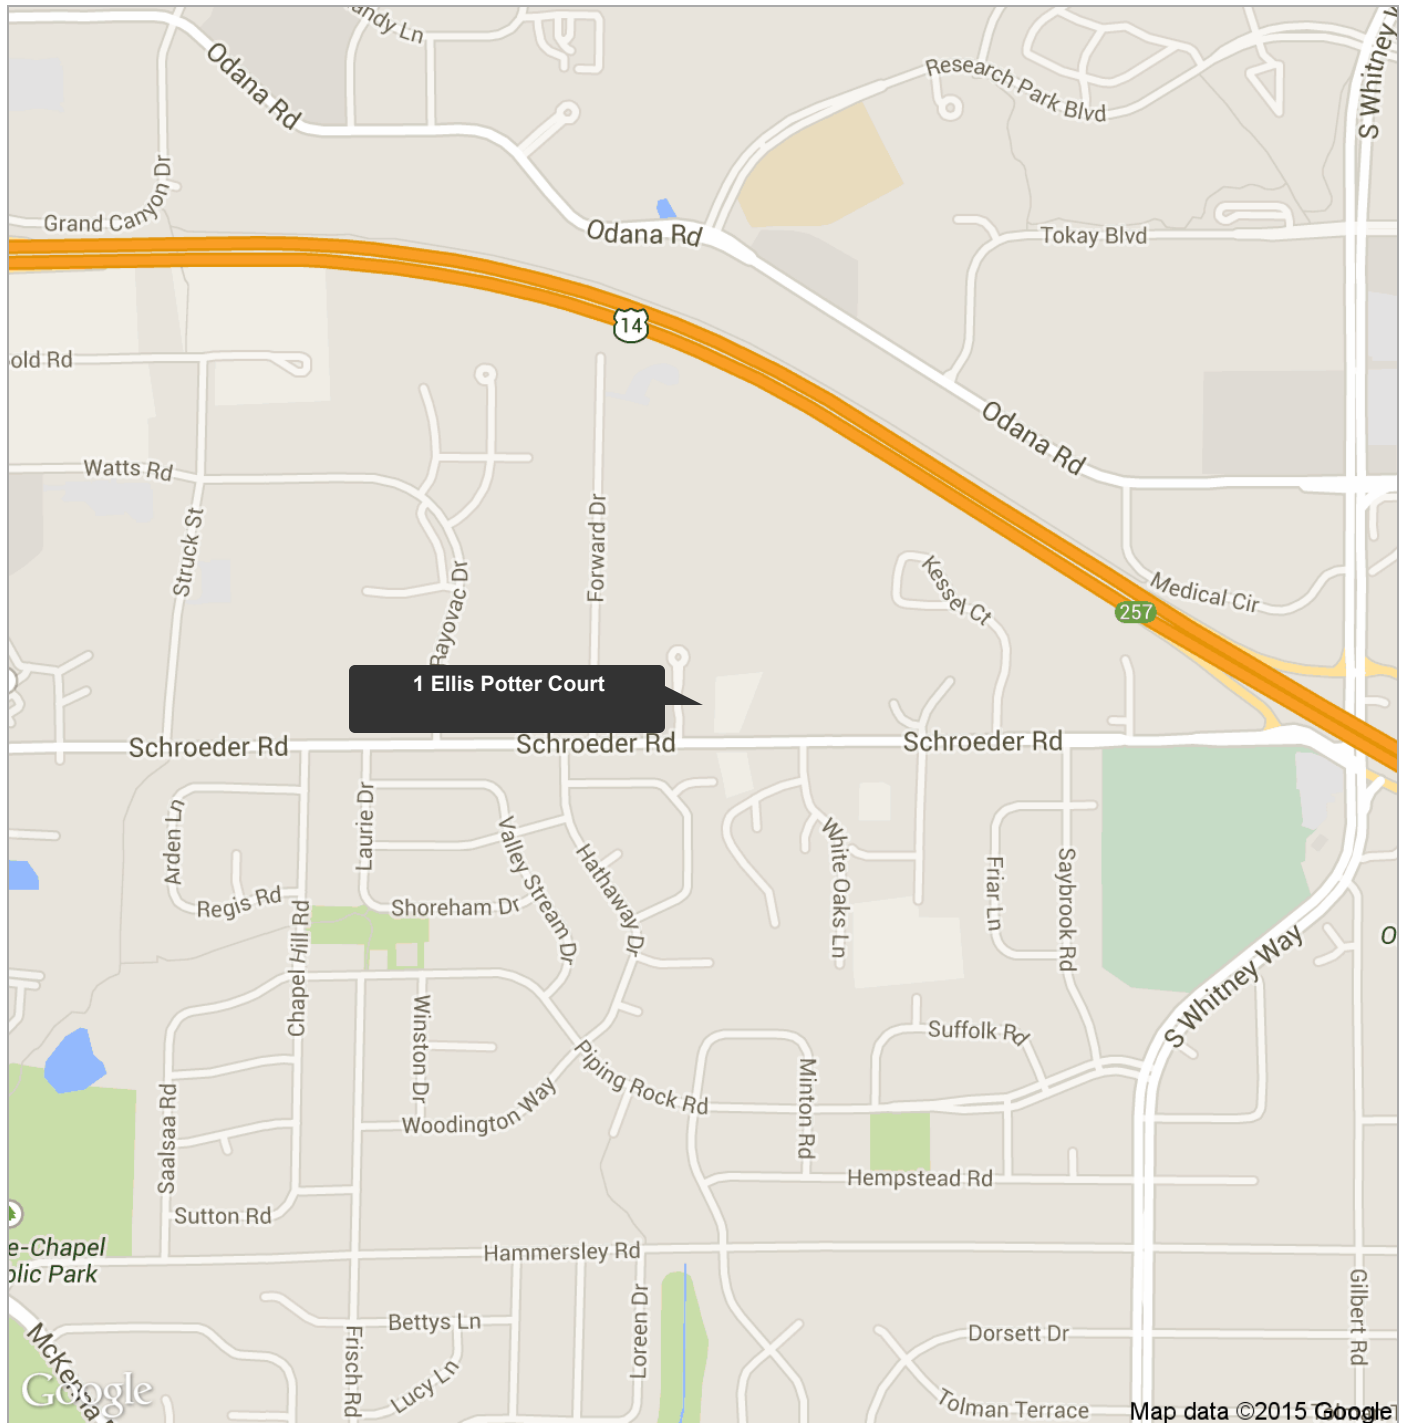 andy Ln
Odana Rd
Research Park Blvd
S Whitney
Grand Canyon Dr
Odana Rd
Tokay Blvd
14
old Rd
Odana Rd
Watts Rd
Struck St
Forward Dr
Rayovac Dr
Kessel Ct
Medical Cir
257
1 Ellis Potter Court
Schroeder Rd
Schroeder Rd
Schroeder Rd
Arden Ln
Laurie Dr
Valley Stream Dr
Hathaway Dr
White Oaks Ln
Friar Ln
Saybrook Rd
Regis Rd
Shoreham Dr
Chapel Hill Rd
O
S Whitney Way
Winston Dr
Suffolk Rd
Piping Rock Rd
Minton Rd
Saalsaa Rd
Woodington Way
Hempstead Rd
Sutton Rd
e-Chapel
blic Park
Hammersley Rd
Gilbert Rd
Loreen Dr
Bettys Ln
Dorsett Dr
McKenna
Frisch Rd
Lucy Ln
Tolman Terrace
Google
Map data ©2015 Google